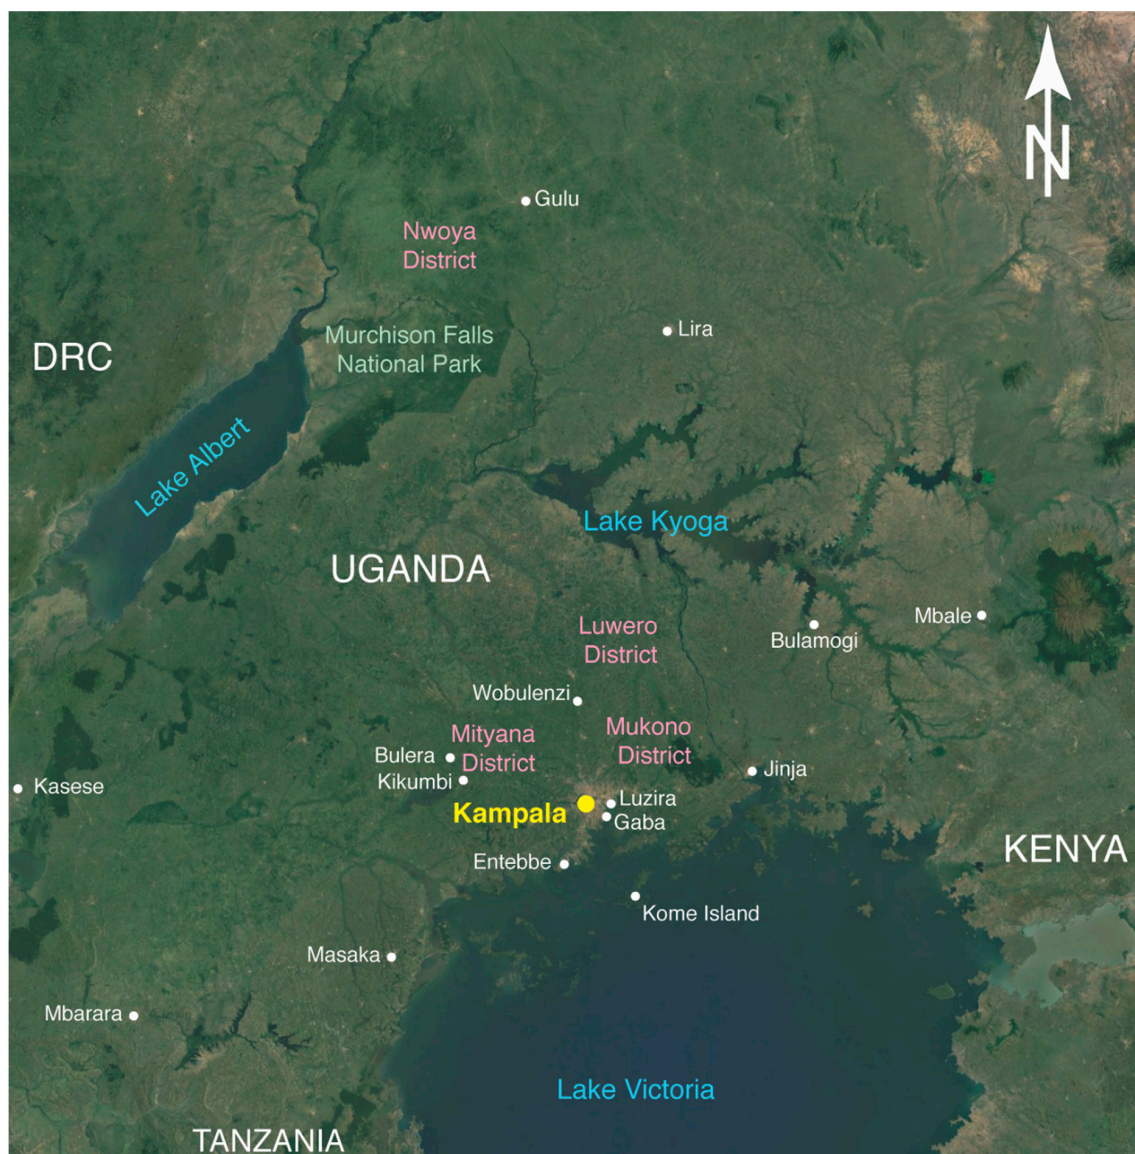 N
Gulu
Nwoya
District
Lira
Murchison Falls
National Park
DRC
Lake Albert
Lake Kyoga
UGANDA
Mbale
Luwero
District
Bulamogi
Wobulenzi
Mityana
District
Mukono
District
Bulera
Kikumbi
Jinja
Kasese
Luzira
Kampala
Gaba
KENYA
Entebbe
Kome Island
Masaka
Mbarara
Lake Victoria
TANZANIA